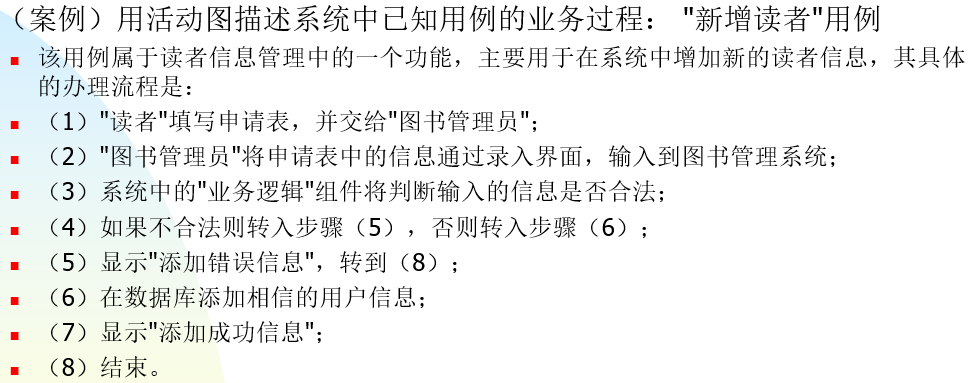 （案例）用活动图描述系统中已知用例的业务过程： "新增读者"用例
该用例属于读者信息管理中的一个功能，主要用于在系统中增加新的读者信息，其具体
的办理流程是：
（1）"读者"填写申请表，并交给"图书管理员"；
（2）"图书管理员"将申请表中的信息通过录入界面，输入到图书管理系统；
（3）系统中的"业务逻辑"组件将判断输入的信息是否合法；
（4）如果不合法则转入步骤（5），否则转入步骤（6）；
（5）显示"添加错误信息"，转到（8）；
（6）在数据库添加相信的用户信息；
（7）显示"添加成功信息"；
（8）结束。